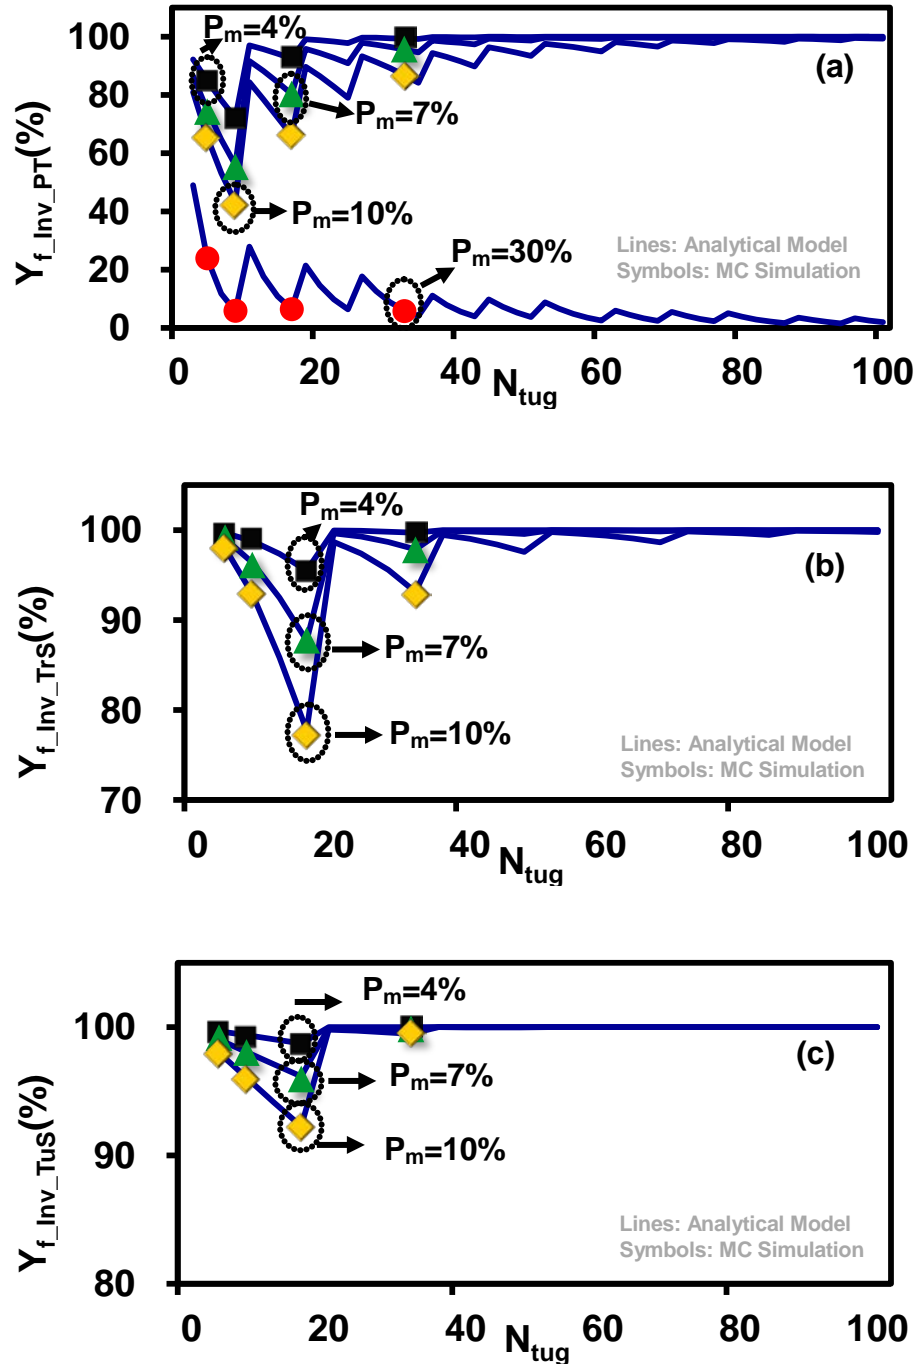 100
80
60
40
20
0
Y_f_Inv_PT(%)
P_m=4%
(a)
P_m=7%
P_m=10%
P_m=30%
Lines: Analytical Model
Symbols: MC Simulation
0 20 40 60 80 100
N_tug
100
90
80
70
Y_f_Inv_TrS(%)
P_m=4%
(b)
P_m=7%
P_m=10%
Lines: Analytical Model
Symbols: MC Simulation
0 20 40 60 80 100
N_tug
100
90
80
Y_f_Inv_TuS(%)
P_m=4%
(c)
P_m=7%
P_m=10%
Lines: Analytical Model
Symbols: MC Simulation
0 20 40 60 80 100
N_tug